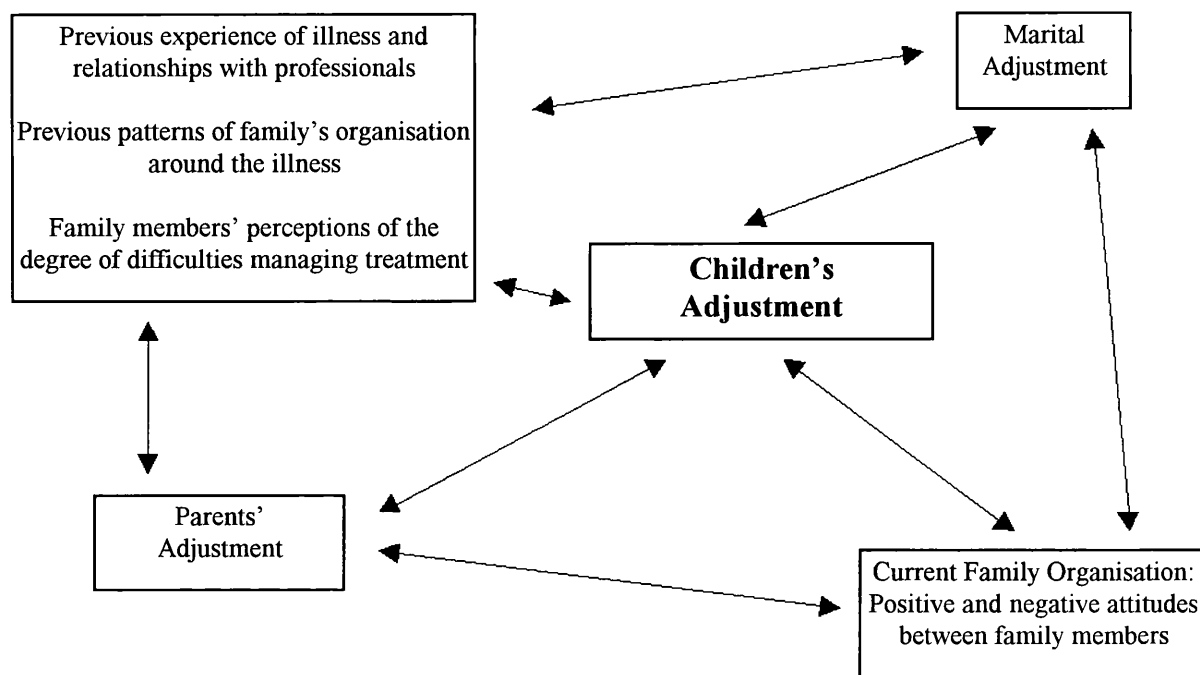 Previous experience of illness and
relationships with professionals
Previous patterns of family's organisation
around the illness
Family members' perceptions of the
degree of difficulties managing treatment
Marital
Adjustment
Children's
Adjustment
Parents'
Adjustment
Current Family Organisation:
Positive and negative attitudes
between family members